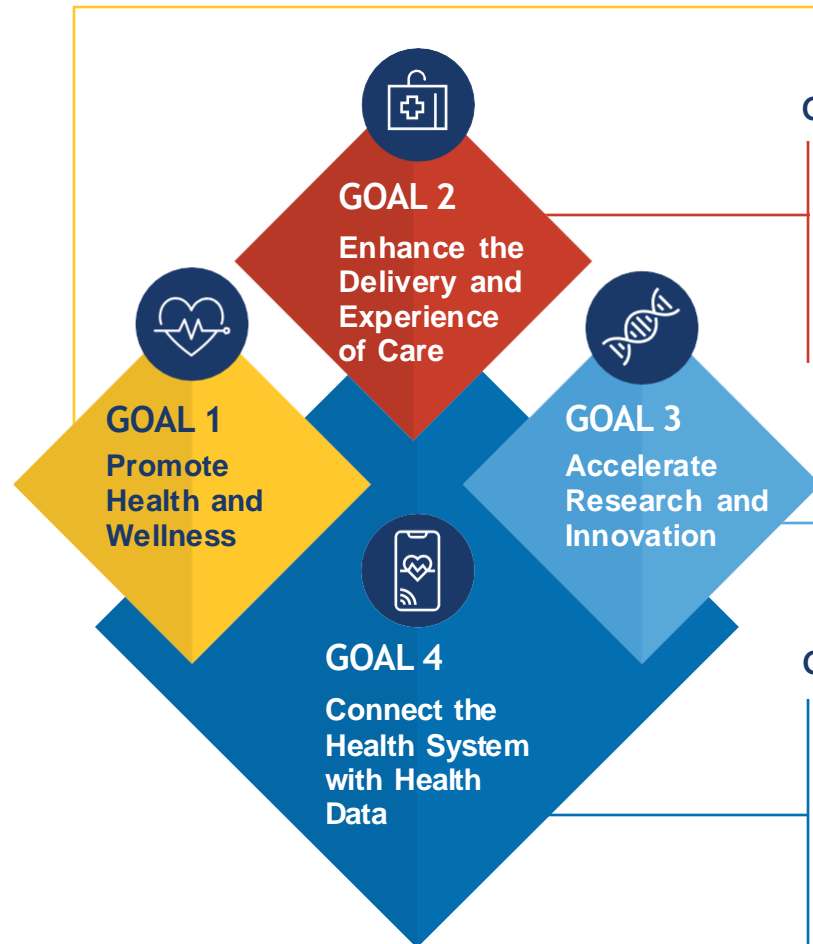 GOAL 2
Enhance the
Delivery and
Experience
of Care
GOAL 1
Promote
Health and
Wellness
GOAL 3
Accelerate
Research and
Innovation
GOAL 4
Connect the
Health System
with Health
Data